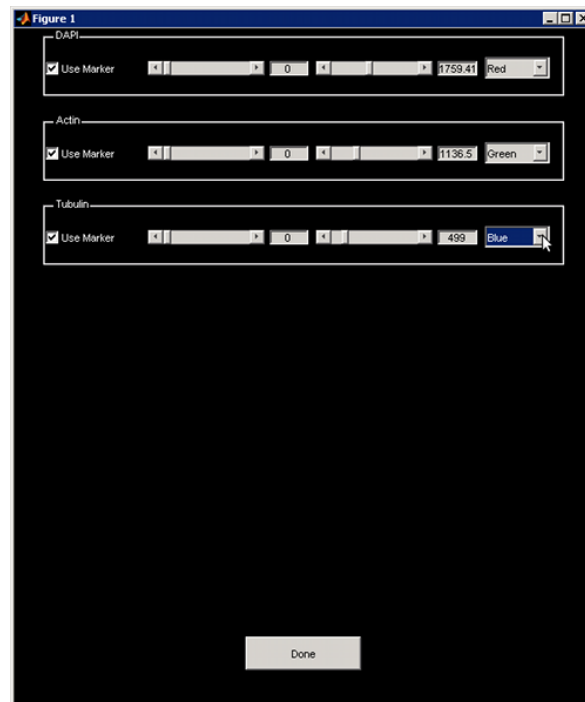 Figure 1
DAPI
Use Marker 0 1759.41 Red
Actin
Use Marker 0 1136.5 Green
Tubulin
Use Marker 0 499 Blue
Done